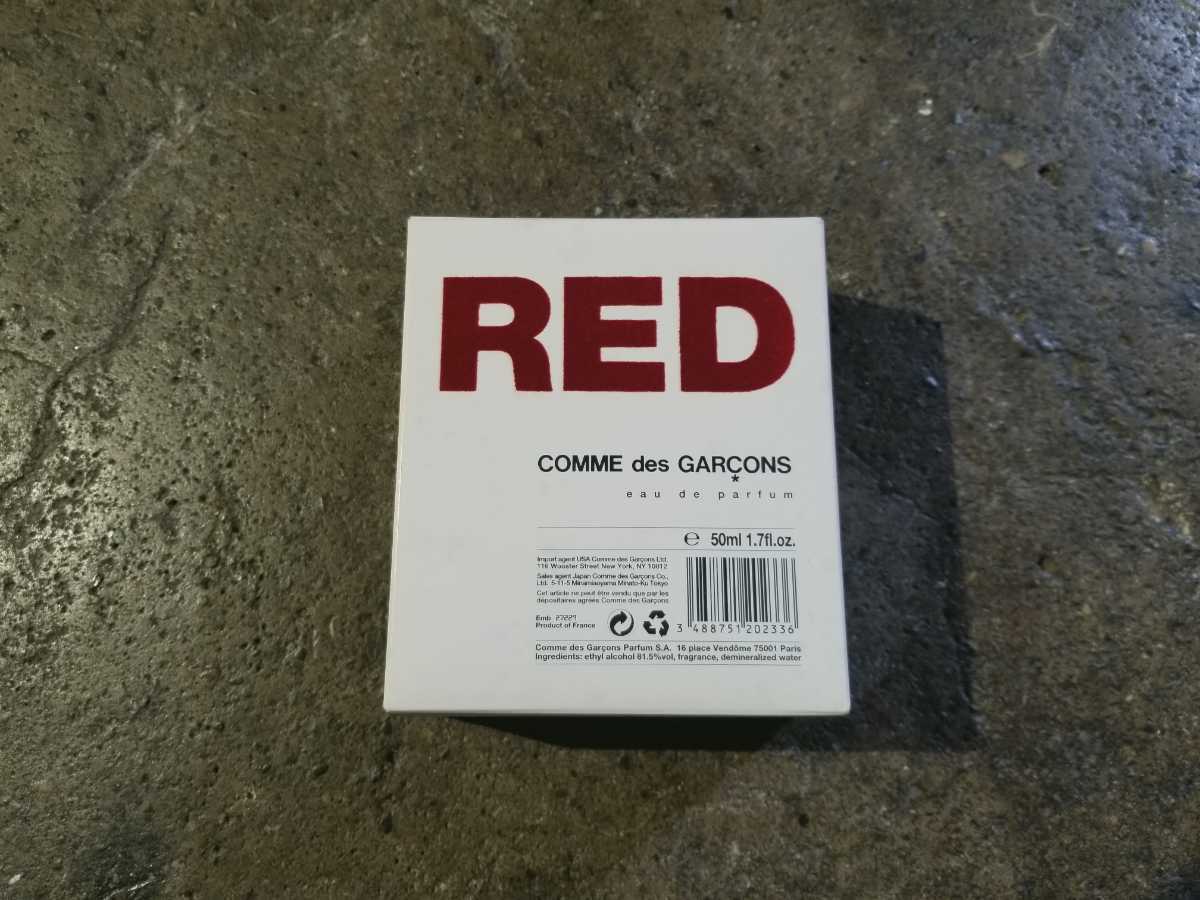 RED
COMME des GARÇONS
*
eau de parfum
℮ 50ml 1.7fl.oz.
Import agent USA Comme des Garçons Ltd.
116 Wooster Street New York, NY 10012
Sales agent Japan Comme des Garçons Co.,
Ltd. 5-11-5 Minamiaoyama Minato-Ku Tokyo
Cet article ne peut être vendu que par les
dépositaires agréés Comme des Garçons
Emb 27229
Product of France
3 488751 202336
Comme des Garçons Parfum S.A. 16 place Vendôme 75001 Paris
Ingredients: ethyl alcohol 81.5%vol, fragrance, demineralized water